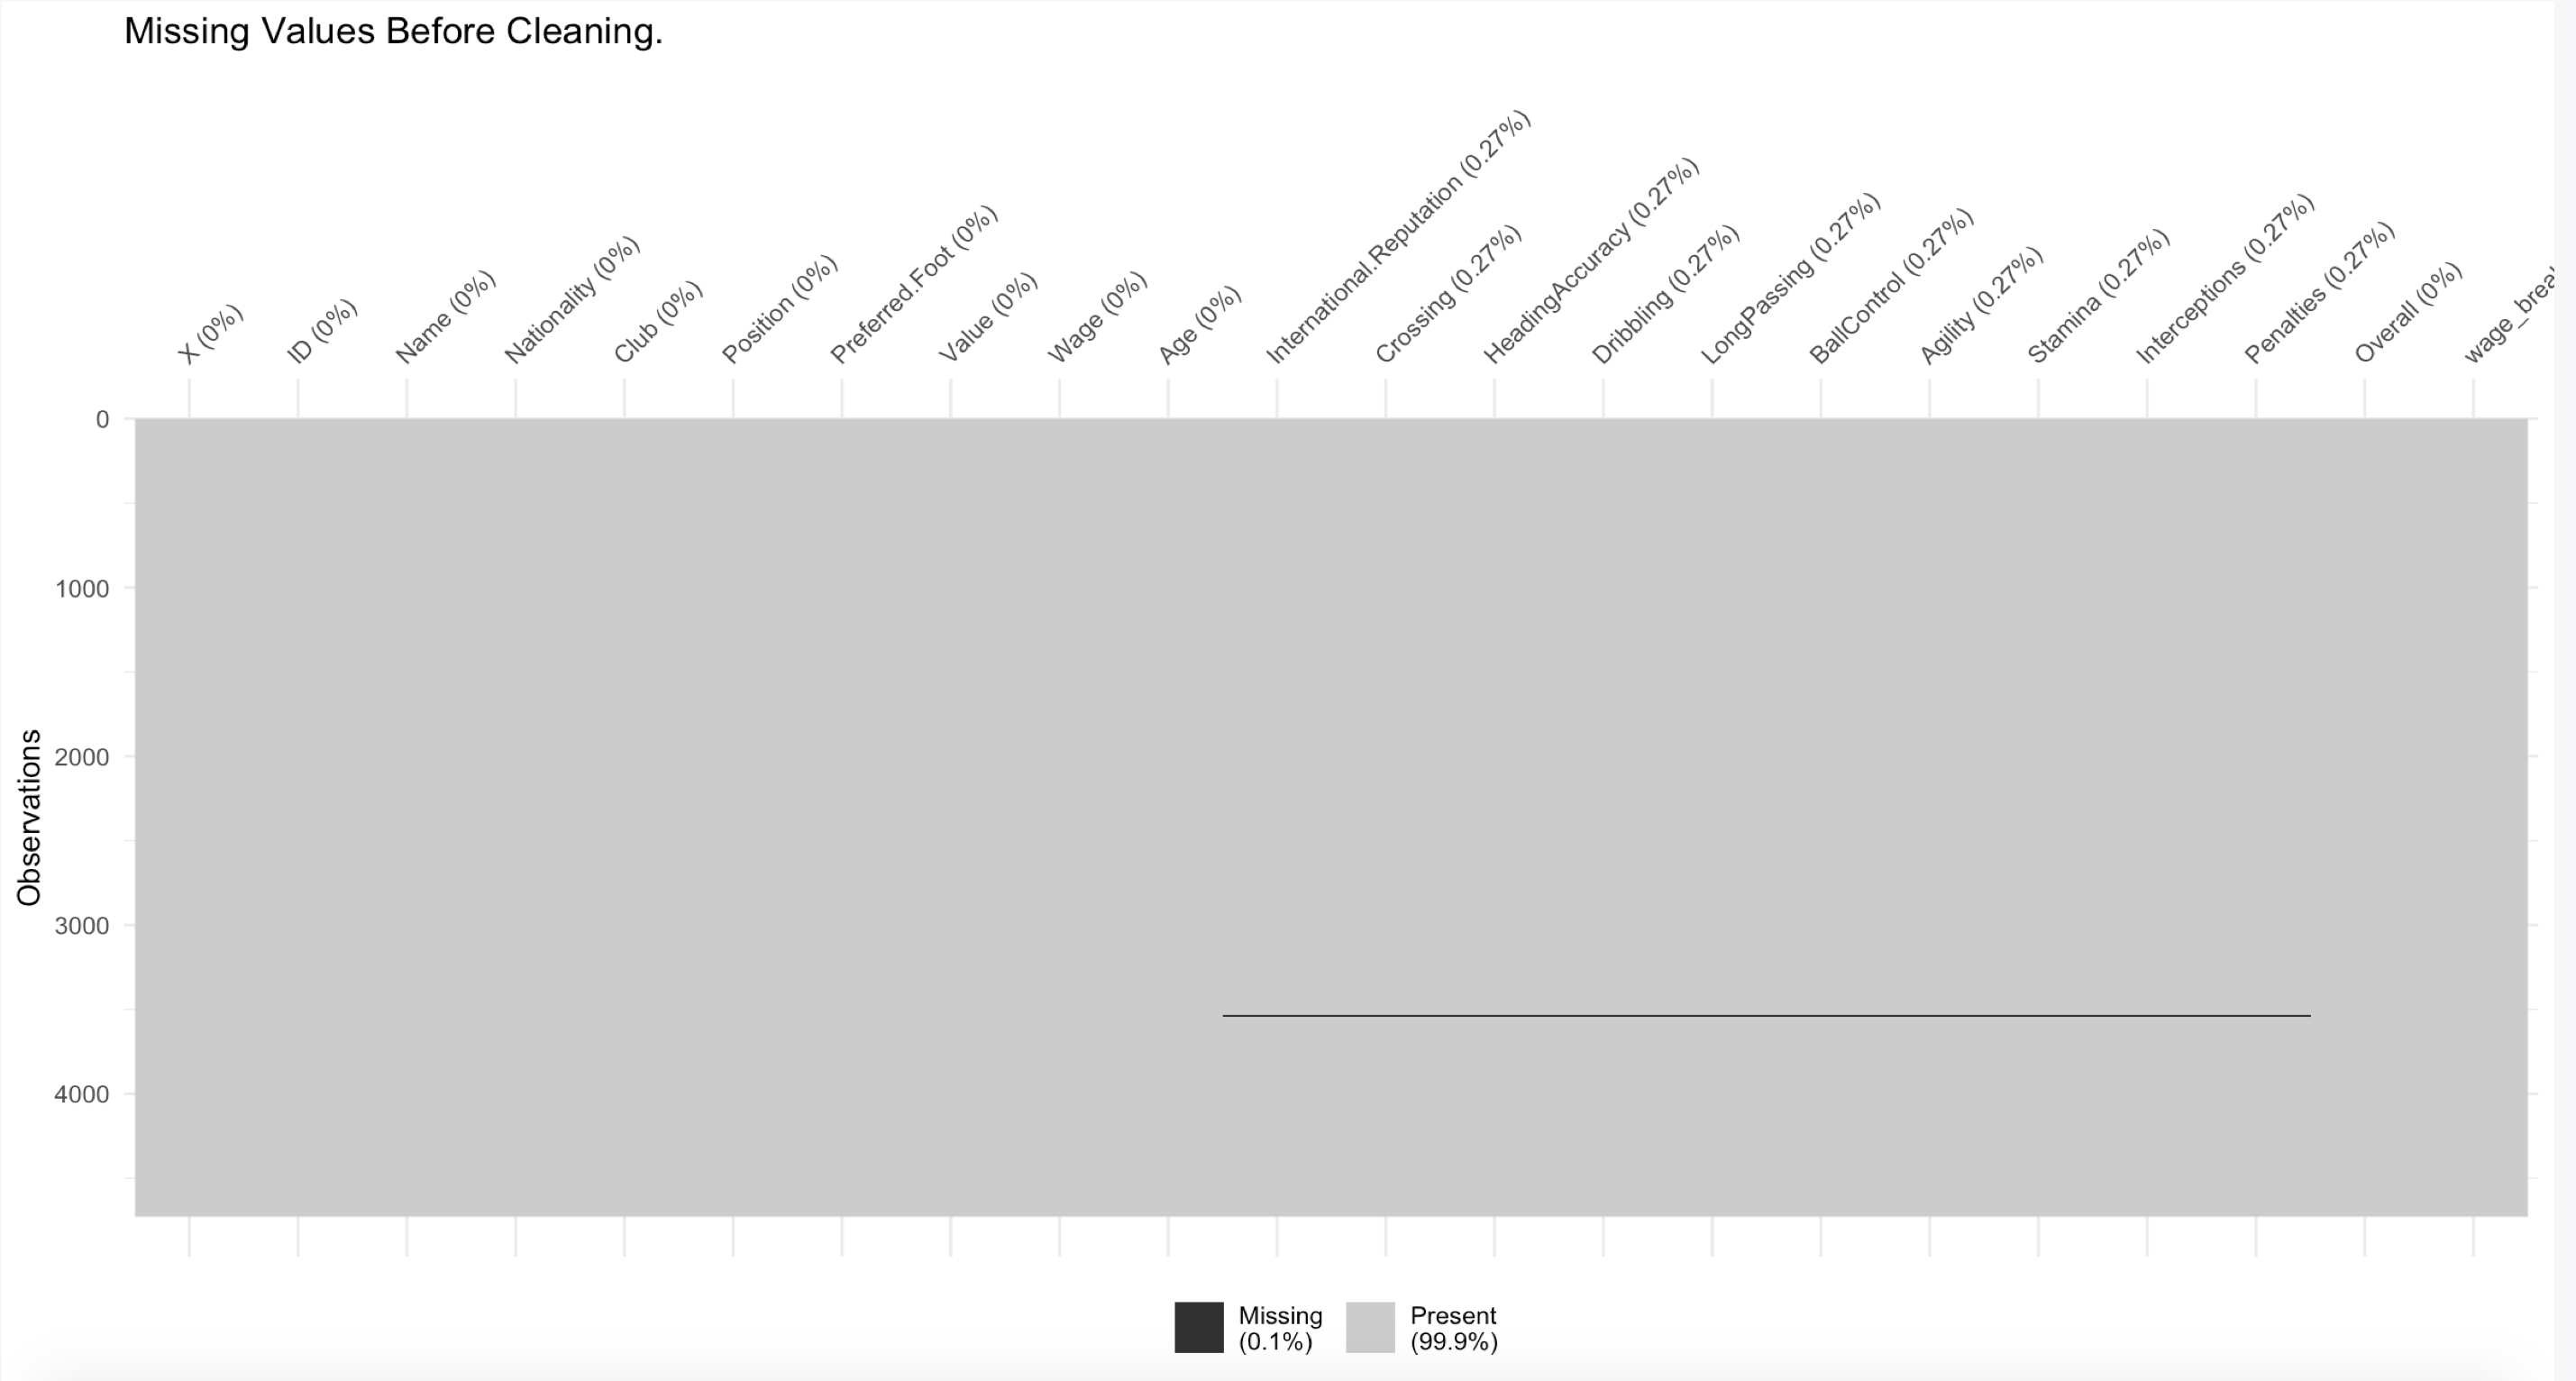 Missing Values Before Cleaning.
X (0%)
ID (0%)
Name (0%)
Nationality (0%)
Club (0%)
Position (0%)
Preferred.Foot (0%)
Value (0%)
Wage (0%)
Age (0%)
International.Reputation (0.27%)
Crossing (0.27%)
HeadingAccuracy (0.27%)
Dribbling (0.27%)
LongPassing (0.27%)
BallControl (0.27%)
Agility (0.27%)
Stamina (0.27%)
Interceptions (0.27%)
Penalties (0.27%)
Overall (0%)
Observations
0
1000
2000
3000
4000
Missing
(0.1%)
Present
(99.9%)